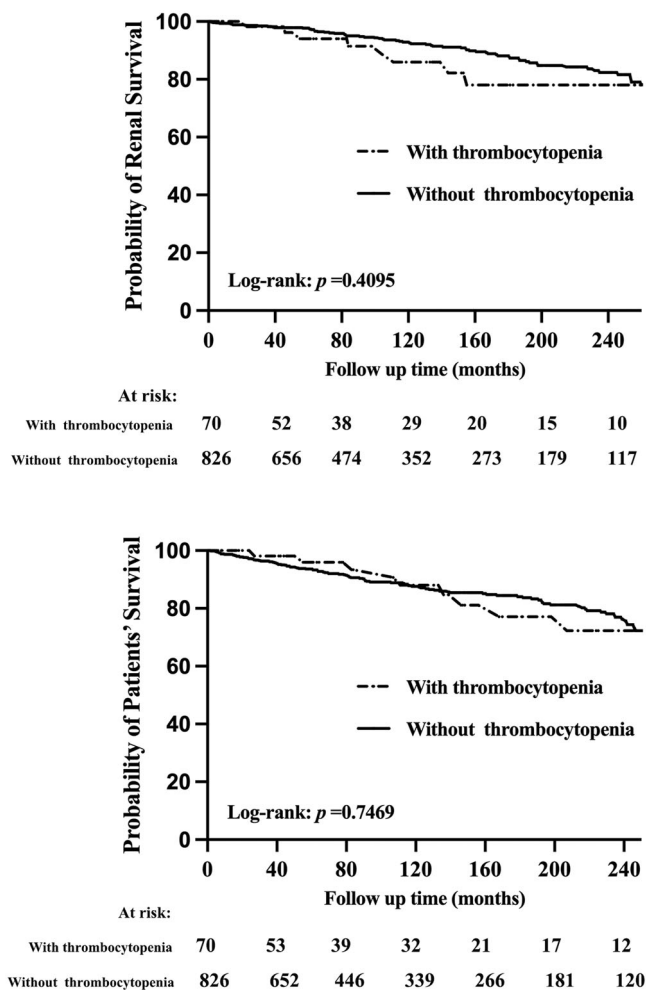 Probability of Renal Survival
100
80
60
40
20
0
With thrombocytopenia
Without thrombocytopenia
Log-rank: p =0.4095
0 40 80 120 160 200 240
Follow up time (months)
At risk:
With thrombocytopenia 70 52 38 29 20 15 10
Without thrombocytopenia 826 656 474 352 273 179 117
Probability of Patients' Survival
100
80
60
40
20
0
With thrombocytopenia
Without thrombocytopenia
Log-rank: p =0.7469
0 40 80 120 160 200 240
Follow up time (months)
At risk:
With thrombocytopenia 70 53 39 32 21 17 12
Without thrombocytopenia 826 652 446 339 266 181 120